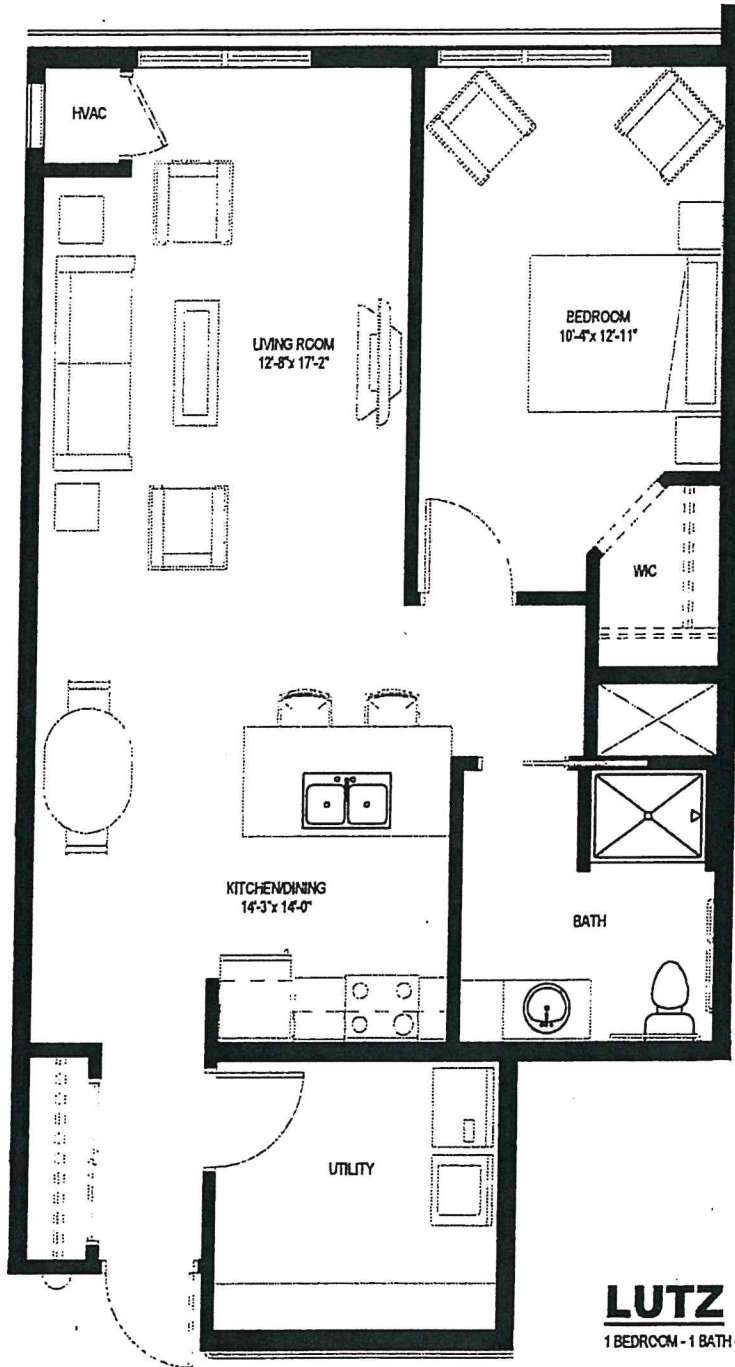 HVAC
LIVING ROOM
12'-8" x 17'-2"
BEDROOM
10'-4" x 12'-11"
WIC
KITCHEN/DINING
14'-3" x 14'-0"
BATH
UTILITY
LUTZ
1 BEDROOM - 1 BATH -